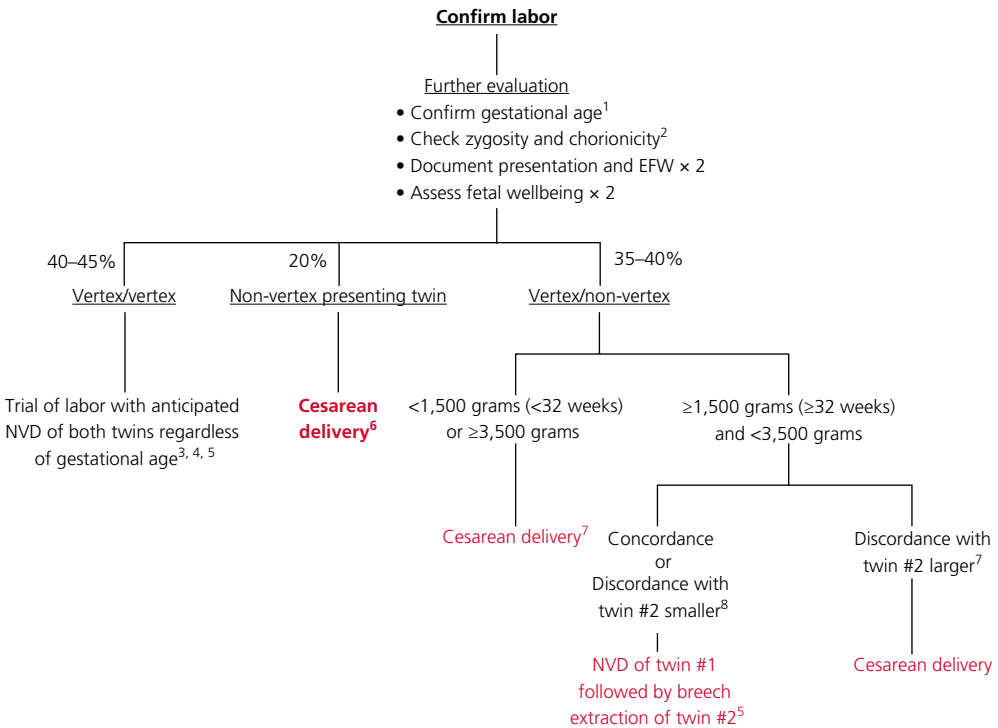 Confirm labor
Further evaluation
• Confirm gestational age1
• Check zygosity and chorionicity2
• Document presentation and EFW × 2
• Assess fetal wellbeing × 2
40–45%
20%
35–40%
Vertex/vertex
Non-vertex presenting twin
Vertex/non-vertex
Trial of labor with anticipated
NVD of both twins regardless
of gestational age3, 4, 5
Cesarean
delivery6
<1,500 grams (<32 weeks)
or ≥3,500 grams
≥1,500 grams (≥32 weeks)
and <3,500 grams
Cesarean delivery7
Concordance
or
Discordance with
twin #2 smaller8
Discordance with
twin #2 larger7
NVD of twin #1
followed by breech
extraction of twin #25
Cesarean delivery